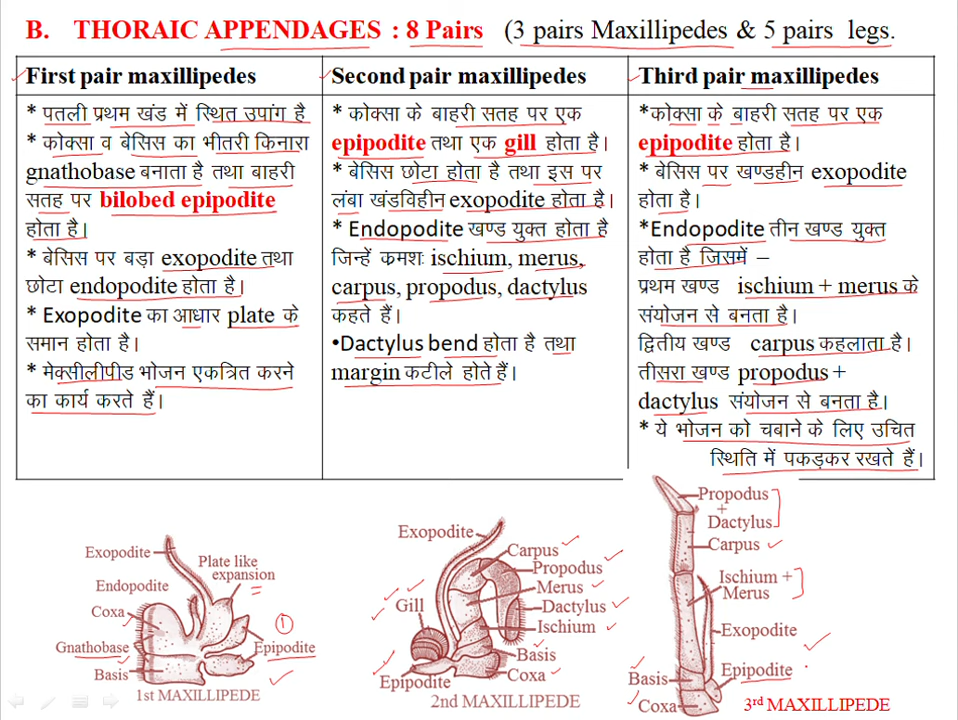 B. THORAIC APPENDAGES : 8 Pairs (3 pairs Maxillipedes & 5 pairs legs.
First pair maxillipedes
* पतली प्रथम खंड में स्थित उपांग है
* कोक्सा व बेसिस का भीतरी किनारा
gnathobase बनाता है तथा बाहरी
सतह पर bilobed epipodite
होता है।
* बेसिस पर बड़ा exopodite तथा
छोटा endopodite होता है।
* Exopodite का आधार plate के
समान होता है।
* मेक्सीलीपीड भोजन एकत्रित करने
का कार्य करते हैं।
Second pair maxillipedes
* कोक्सा के बाहरी सतह पर एक
epipodite तथा एक gill होता है।
* बेसिस छोटा होता है तथा इस पर
लंबा खंडविहीन exopodite होता है।
* Endopodite खण्ड युक्त होता है
जिन्हें क्रमशः ischium, merus,
carpus, propodus, dactylus
कहते हैं।
•Dactylus bend होता है तथा
margin कटीले होते हैं।
Third pair maxillipedes
*कोक्सा के बाहरी सतह पर एक
epipodite होता है।
* बेसिस पर खण्डहीन exopodite
होता है।
*Endopodite तीन खण्ड युक्त
होता है जिसमें –
प्रथम खण्ड ischium + merus के
संयोजन से बनता है।
द्वितीय खण्ड carpus कहलाता है।
तीसरा खण्ड propodus +
dactylus संयोजन से बनता है।
* ये भोजन को चबाने के लिए उचित
स्थिति में पकड़कर रखते हैं।
Exopodite
Plate like
expansion
Endopodite
Coxa
Gnathobase
Basis
Epipodite
1
1st MAXILLIPEDE
Exopodite
Carpus
Propodus
Merus
Dactylus
Ischium
Gill
Basis
Coxa
Epipodite
2nd MAXILLIPEDE
Propodus
+
Dactylus
Carpus
Ischium +
Merus
Exopodite
Epipodite
Basis
Coxa
3rd MAXILLIPEDE